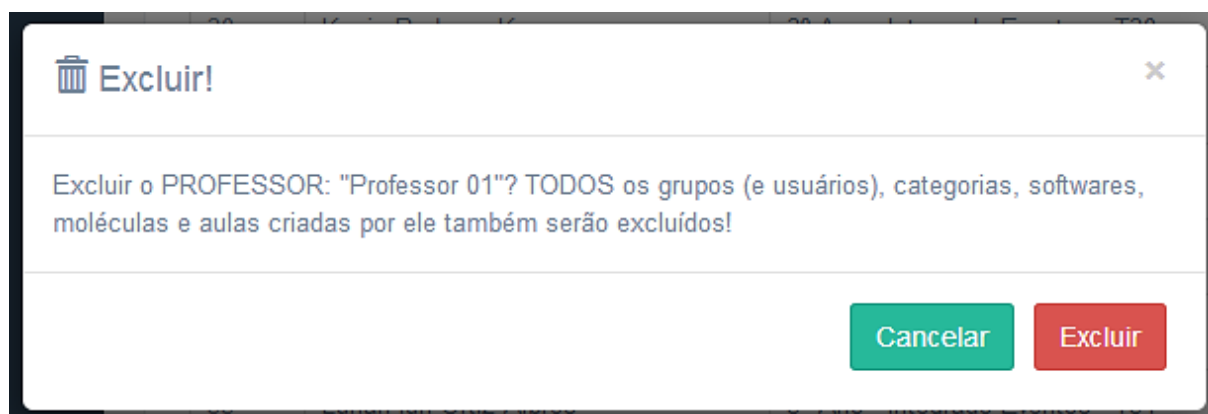 Excluir!
×
Excluir o PROFESSOR: "Professor 01"? TODOS os grupos (e usuários), categorias, softwares,
moléculas e aulas criadas por ele também serão excluídos!
Cancelar Excluir